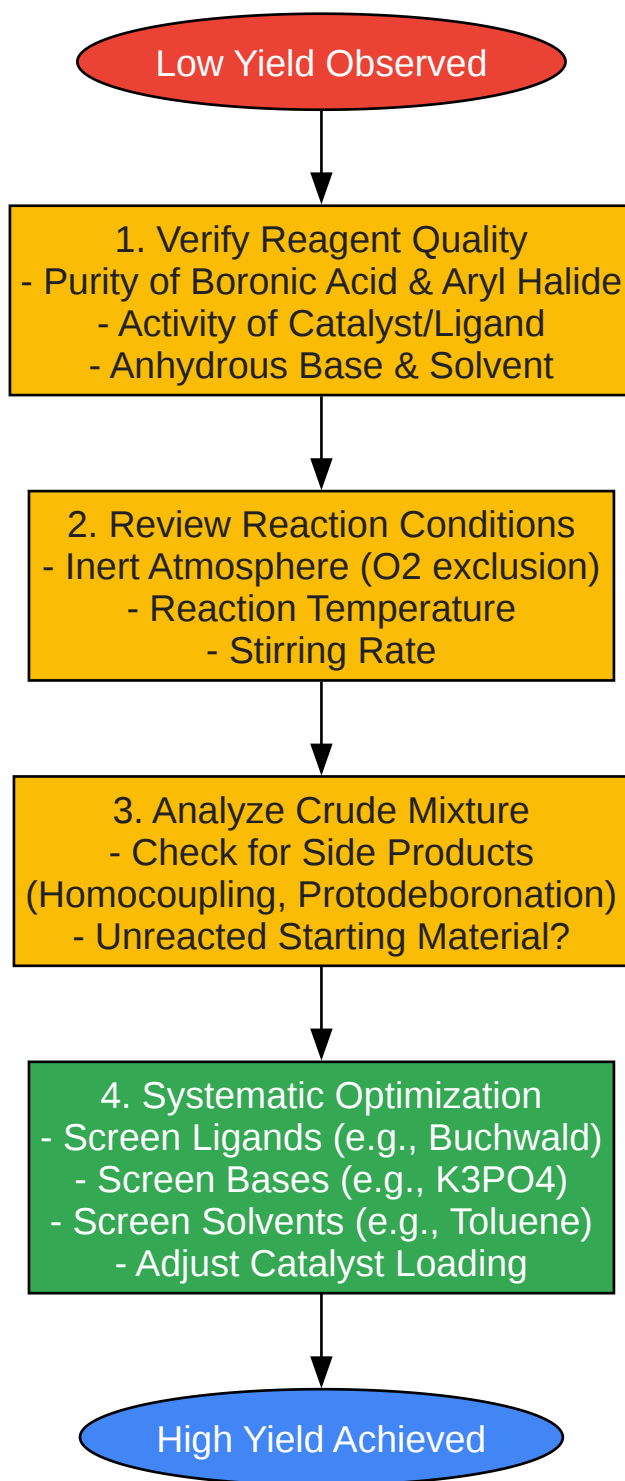 Low Yield Observed
1. Verify Reagent Quality
- Purity of Boronic Acid & Aryl Halide
- Activity of Catalyst/Ligand
- Anhydrous Base & Solvent
2. Review Reaction Conditions
- Inert Atmosphere (O2 exclusion)
- Reaction Temperature
- Stirring Rate
3. Analyze Crude Mixture
- Check for Side Products
(Homocoupling, Protodeboronation)
- Unreacted Starting Material?
4. Systematic Optimization
- Screen Ligands (e.g., Buchwald)
- Screen Bases (e.g., K3PO4)
- Screen Solvents (e.g., Toluene)
- Adjust Catalyst Loading
High Yield Achieved